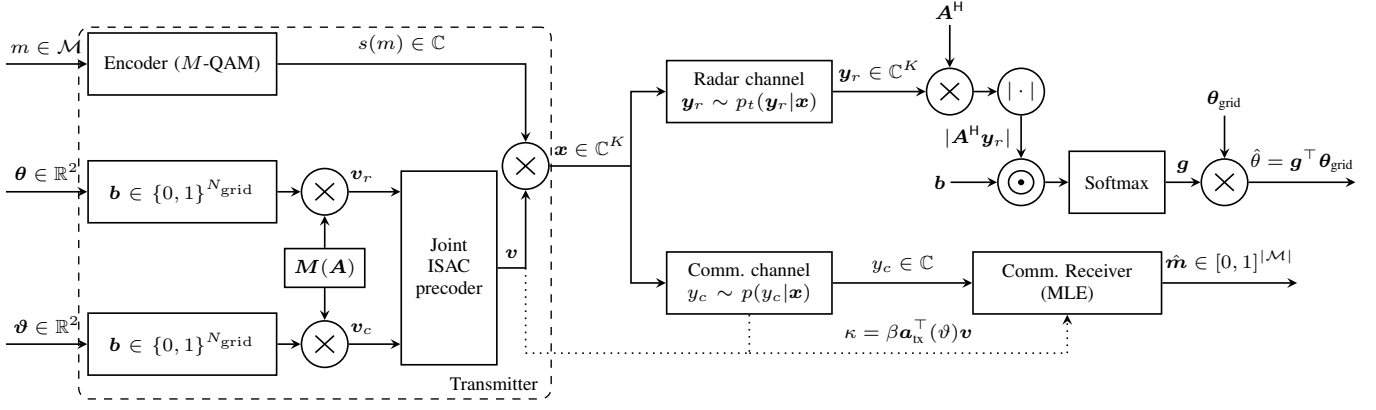 m ∈ ℳ
Encoder (M-QAM)
s(m) ∈ ℂ
θ ∈ ℝ²
b ∈ {0, 1}^{N_grid}
v_r
M(A)
ϑ ∈ ℝ²
b ∈ {0, 1}^{N_grid}
v_c
Joint
ISAC
precoder
v
Transmitter
x ∈ ℂ^K
Radar channel
y_r ∼ p_t(y_r|x)
y_r ∈ ℂ^K
A^H
| · |
|A^H y_r|
b
Softmax
g
θ_grid
θ̂ = g^⊤θ_grid
Comm. channel
y_c ∼ p(y_c|x)
y_c ∈ ℂ
Comm. Receiver
(MLE)
m̂ ∈ [0, 1]^{|ℳ|}
κ = βa_tx^⊤(ϑ)v